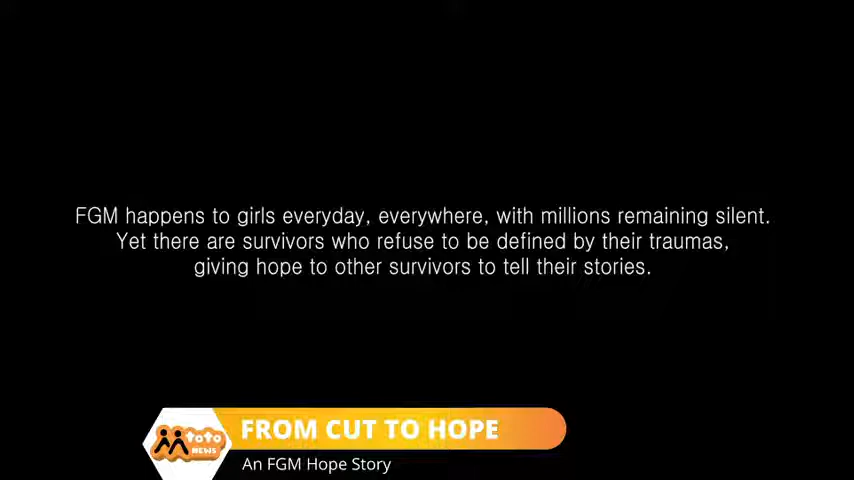 FGM happens to girls everyday, everywhere, with millions remaining silent.
Yet there are survivors who refuse to be defined by their traumas,
giving hope to other survivors to tell their stories.
FROM CUT TO HOPE
toto
NEWS
An FGM Hope Story